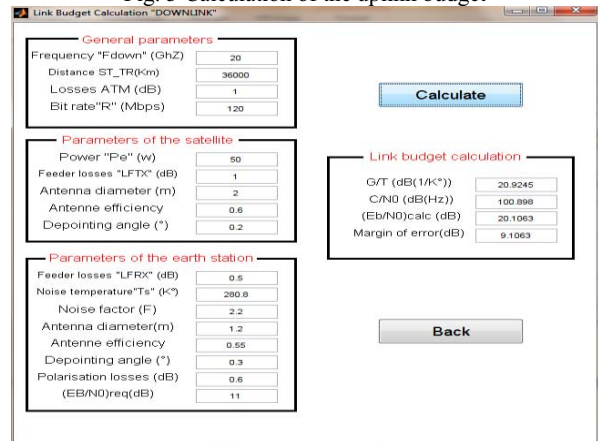 Fig. 3 Calculation of the uplink budget
Link Budget Calculation "DOWNLINK"
General parameters
Frequency "Fdown" (GhZ) 20
Distance ST_TR(Km) 36000
Losses ATM (dB) 1
Bit rate"R" (Mbps) 120
Parameters of the satellite
Power "Pe" (w) 50
Feeder losses "LFTX" (dB) 1
Antenna diameter (m) 2
Antenne efficiency 0.6
Depointing angle (°) 0.2
Parameters of the earth station
Feeder losses "LFRX" (dB) 0.5
Noise temperature"Ts" (K°) 280.8
Noise factor (F) 2.2
Antenna diameter(m) 1.2
Antenne efficiency 0.55
Depointing angle (°) 0.3
Polarisation losses (dB) 0.6
(EB/N0)req(dB) 11
Calculate
Link budget calculation
G/T (dB(1/K°)) 20.9245
C/N0 (dB(Hz)) 100.898
(Eb/N0)calc (dB) 20.1063
Margin of error(dB) 9.1063
Back